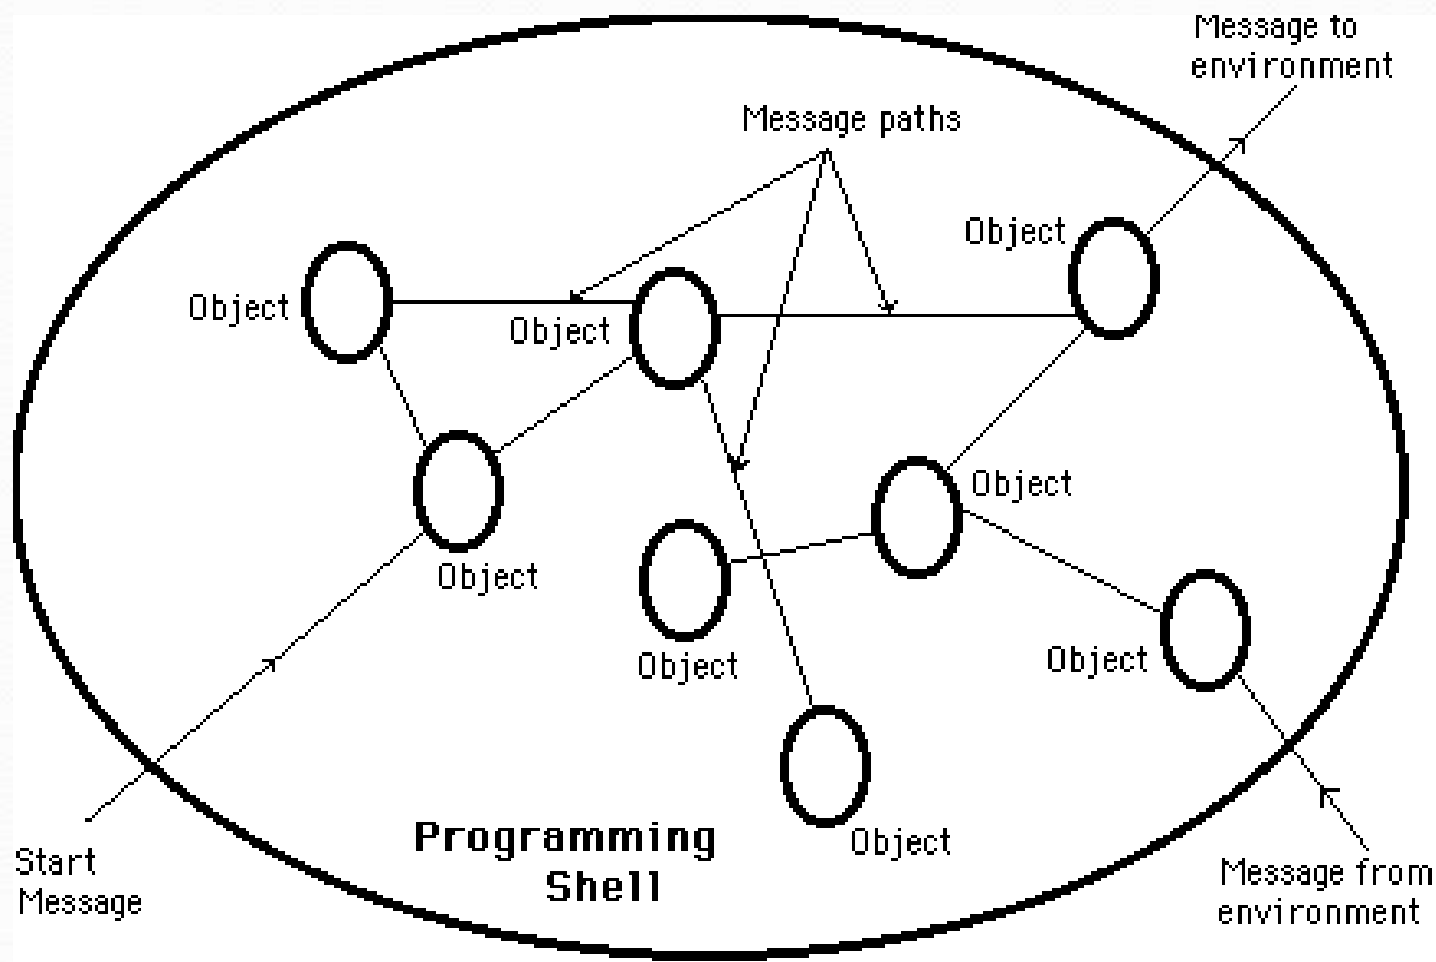 Message to
environment
Message paths
Object
Object
Object
Object
Object
Object
Object
Object
Programming
Shell
Start
Message
Message from
environment